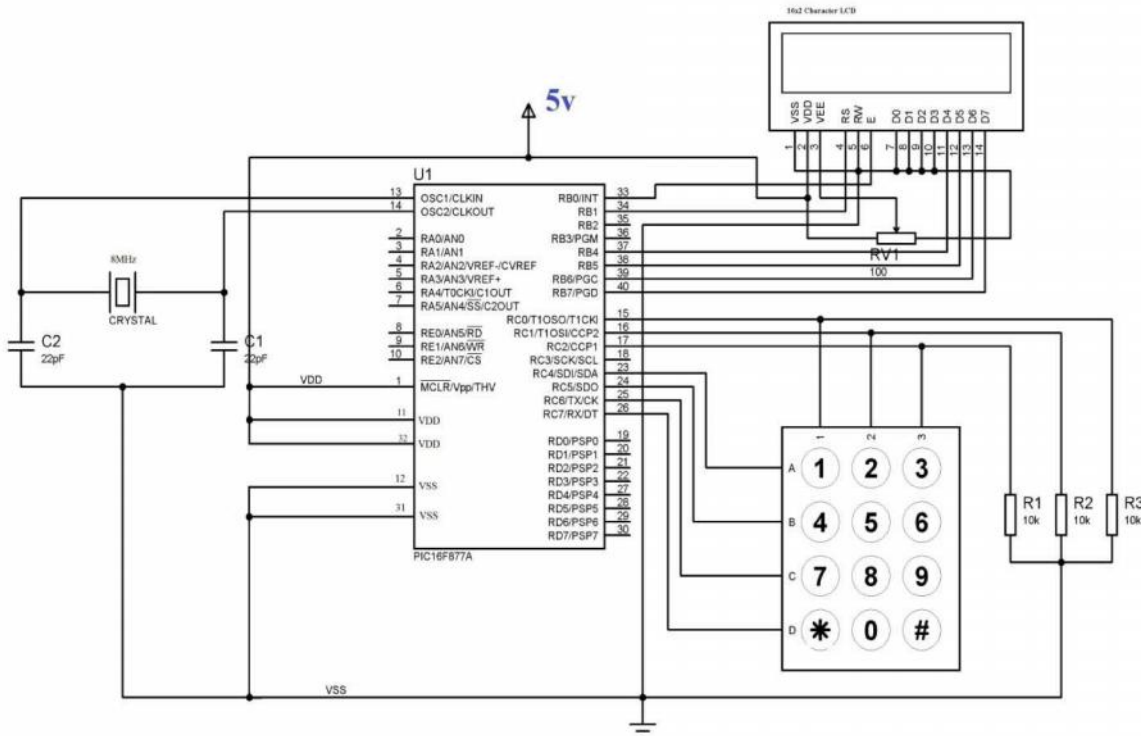 16x2 Character LCD
VSS
VDD
VEE
RS
RW
E
D0
D1
D2
D3
D4
D5
D6
D7
1
2
3
4
5
6
7
8
9
10
11
12
13
14
5v
U1
13 OSC1/CLKIN RB0/INT 33
14 OSC2/CLKOUT RB1 34
RB2 35
2 RA0/AN0 RB3/PGM 36
3 RA1/AN1 RB4 37
4 RA2/AN2/VREF-/CVREF RB5 38
5 RA3/AN3/VREF+ RB6/PGC 39
6 RA4/T0CKI/C1OUT RB7/PGD 40
7 RA5/AN4/SS/C2OUT
RC0/T1OSO/T1CKI 15
8 RE0/AN5/RD RC1/T1OSI/CCP2 16
9 RE1/AN6/WR RC2/CCP1 17
10 RE2/AN7/CS RC3/SCK/SCL 18
RC4/SDI/SDA 23
VDD 1 MCLR/Vpp/THV RC5/SDO 24
RC6/TX/CK 25
11 VDD RC7/RX/DT 26
32 VDD RD0/PSP0 19
RD1/PSP1 20
RD2/PSP2 21
12 VSS RD3/PSP3 22
RD4/PSP4 27
31 VSS RD5/PSP5 28
RD6/PSP6 29
RD7/PSP7 30
PIC16F877A
RV1
100
8MHz
CRYSTAL
C2
22pF
C1
22pF
1 2 3
A 1 2 3
B 4 5 6
C 7 8 9
D * 0 #
R1
10k
R2
10k
R3
10k
VSS